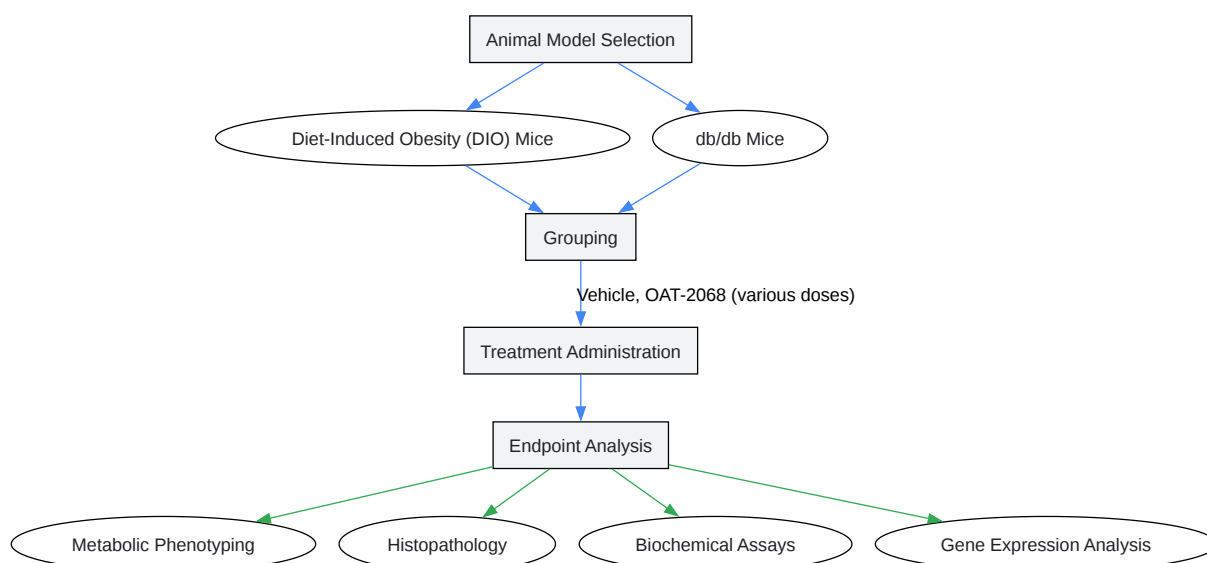 Animal Model Selection
Diet-Induced Obesity (DIO) Mice
db/db Mice
Grouping
Vehicle, OAT-2068 (various doses)
Treatment Administration
Endpoint Analysis
Metabolic Phenotyping
Histopathology
Biochemical Assays
Gene Expression Analysis